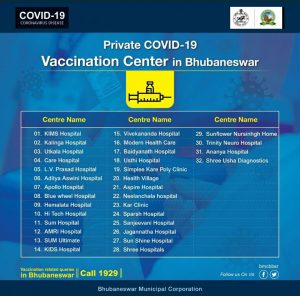 COVID-19
CORONAVIRUS DISEASE
Private COVID-19
Vaccination Center in Bhubaneswar
Centre Name
01. KIMS Hospital
02. Kalinga Hospital
03. Utkala Hospital
04. Care Hospital
05. L.V. Prasad Hospital
06. Aditya Aswini Hospital
07. Apollo Hospital
08. Blue wheel Hospital
09. Hemalata Hospital
10. Hi Tech Hospital
11. Sum Hospital
12. AMRI Hospital
13. SUM Ultimate
14. KIDS Hospital
Centre Name
15. Vivekananda Hospital
16. Modern Health Care
17. Baidyanath Hospital
18. Usthi Hospital
19. Simplee Kare Poly Clinic
20. Health Village
21. Aspire Hospital
22. Neelanchala Hospital
23. Kar Clinic
24. Sparsh Hospital
25. Sanjeevani Hospital
26. Jagannatha Hospital
27. Sun Shine Hospital
28. Shree Hospitals
Centre Name
29. Sunflower Nursinhgh Home
30. Trinity Neuro Hospital
31. Ananya Hospital
32. Shree Usha Diagnostics
Vaccination related queries
in Bhubaneswar
Call 1929
bmcbbsr
Follow us On
Bhubaneswar Municipal Corporation